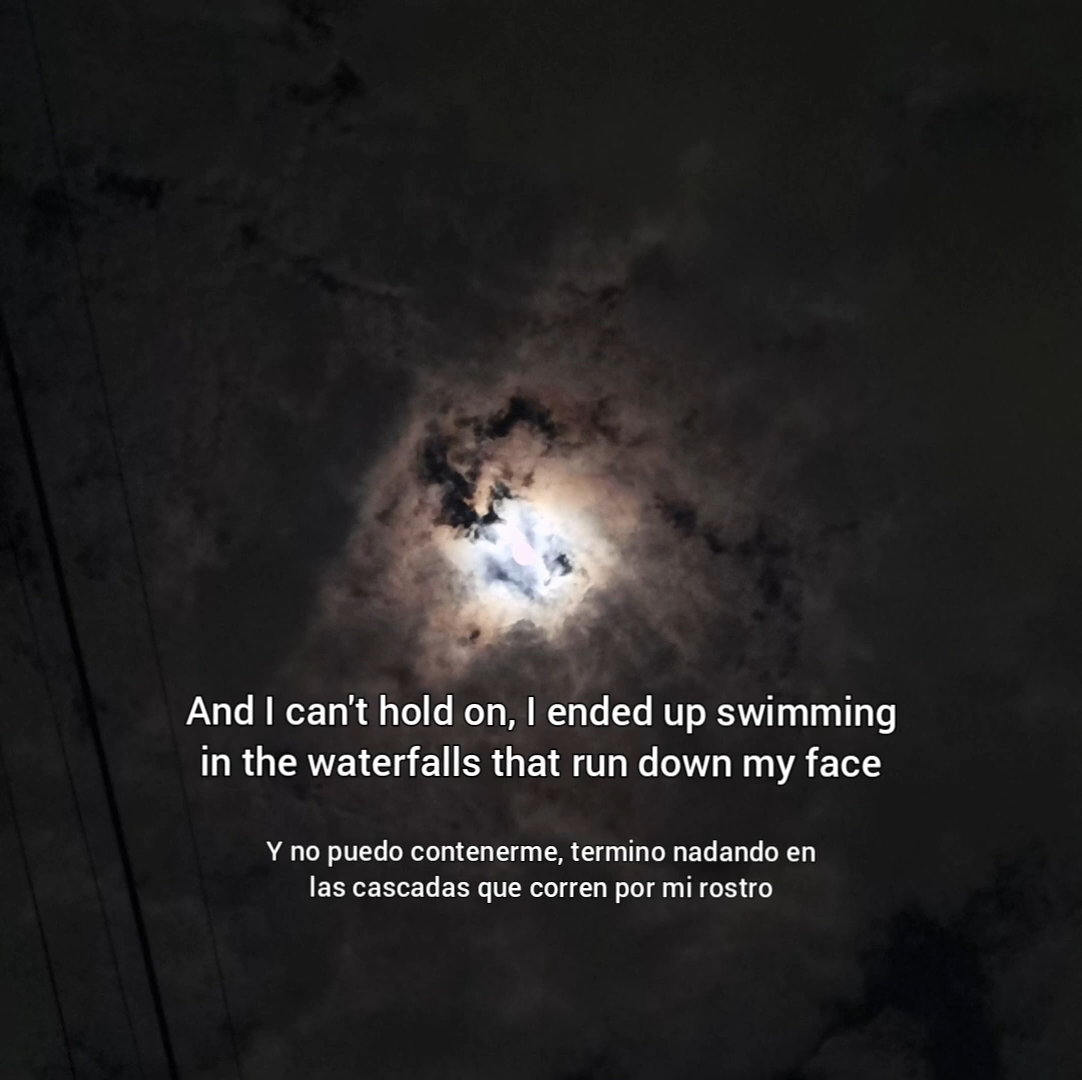 And I can't hold on, I ended up swimming
in the waterfalls that run down my face
Y no puedo contenerme, termino nadando en
las cascadas que corren por mi rostro